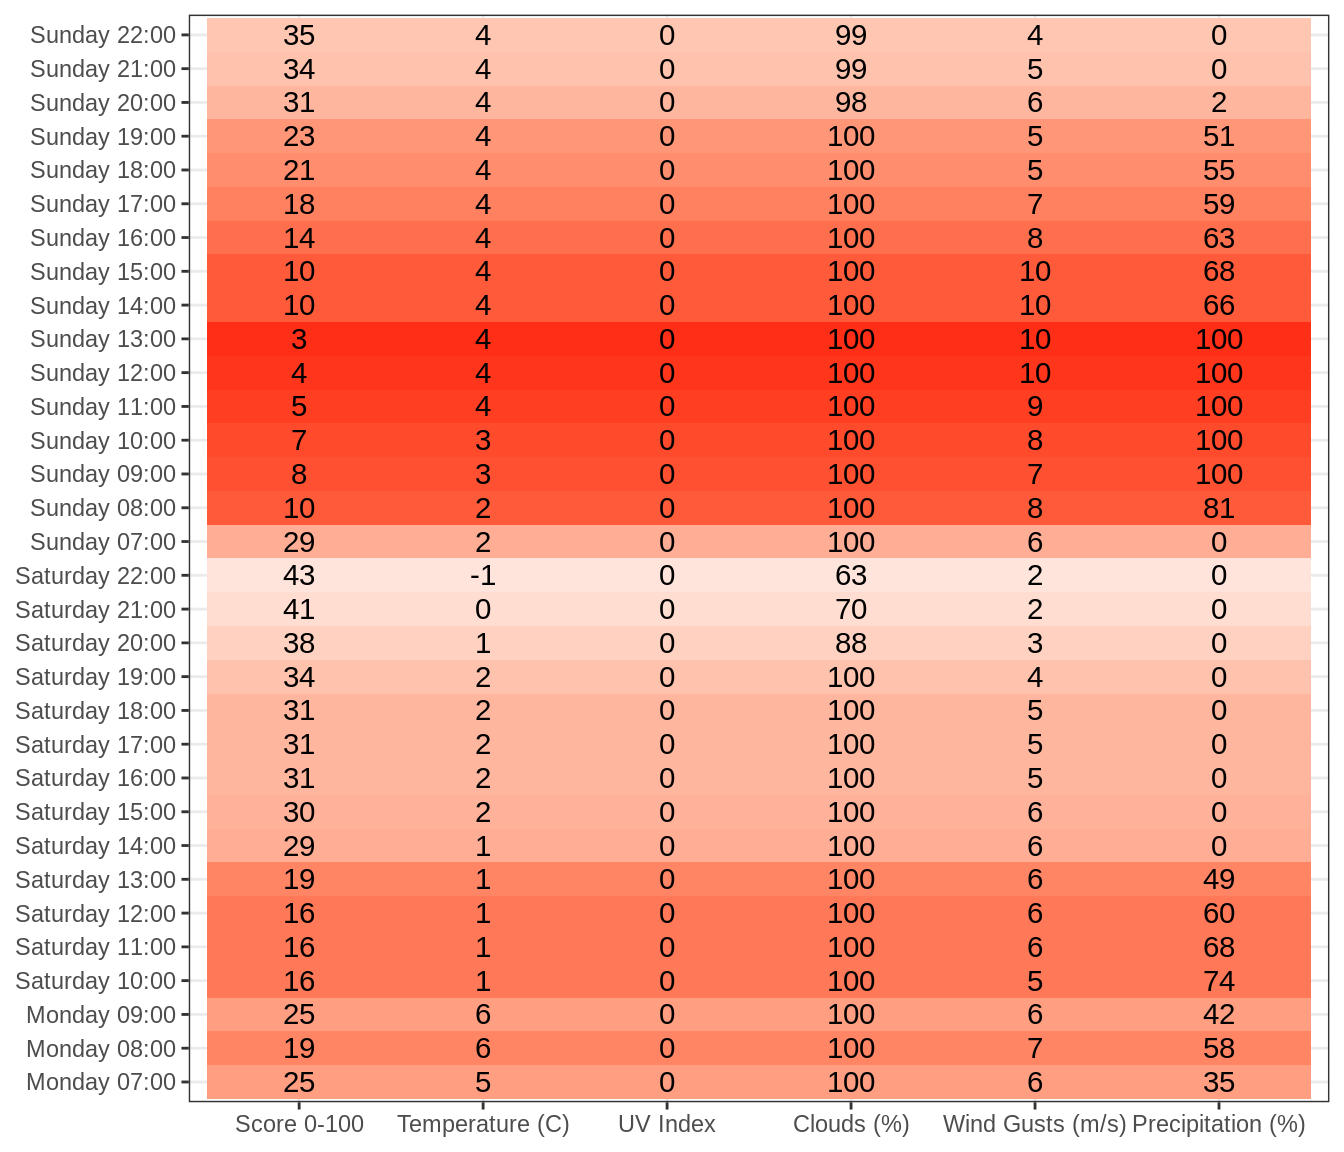 Sunday 22:00 35 4 0 99 4 0
Sunday 21:00 34 4 0 99 5 0
Sunday 20:00 31 4 0 98 6 2
Sunday 19:00 23 4 0 100 5 51
Sunday 18:00 21 4 0 100 5 55
Sunday 17:00 18 4 0 100 7 59
Sunday 16:00 14 4 0 100 8 63
Sunday 15:00 10 4 0 100 10 68
Sunday 14:00 10 4 0 100 10 66
Sunday 13:00 3 4 0 100 10 100
Sunday 12:00 4 4 0 100 10 100
Sunday 11:00 5 4 0 100 9 100
Sunday 10:00 7 3 0 100 8 100
Sunday 09:00 8 3 0 100 7 100
Sunday 08:00 10 2 0 100 8 81
Sunday 07:00 29 2 0 100 6 0
Saturday 22:00 43 -1 0 63 2 0
Saturday 21:00 41 0 0 70 2 0
Saturday 20:00 38 1 0 88 3 0
Saturday 19:00 34 2 0 100 4 0
Saturday 18:00 31 2 0 100 5 0
Saturday 17:00 31 2 0 100 5 0
Saturday 16:00 31 2 0 100 5 0
Saturday 15:00 30 2 0 100 6 0
Saturday 14:00 29 1 0 100 6 0
Saturday 13:00 19 1 0 100 6 49
Saturday 12:00 16 1 0 100 6 60
Saturday 11:00 16 1 0 100 6 68
Saturday 10:00 16 1 0 100 5 74
Monday 09:00 25 6 0 100 6 42
Monday 08:00 19 6 0 100 7 58
Monday 07:00 25 5 0 100 6 35
Score 0-100 Temperature (C) UV Index Clouds (%) Wind Gusts (m/s) Precipitation (%)